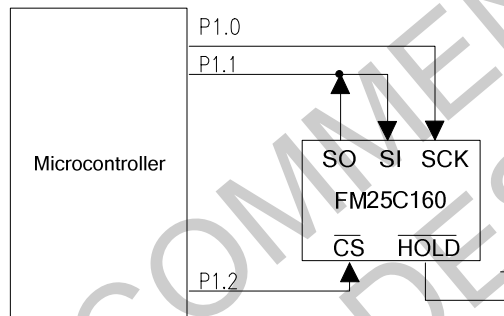 P1.0
P1.1
SO SI SCK
Microcontroller
FM25C160
CS HOLD
P1.2